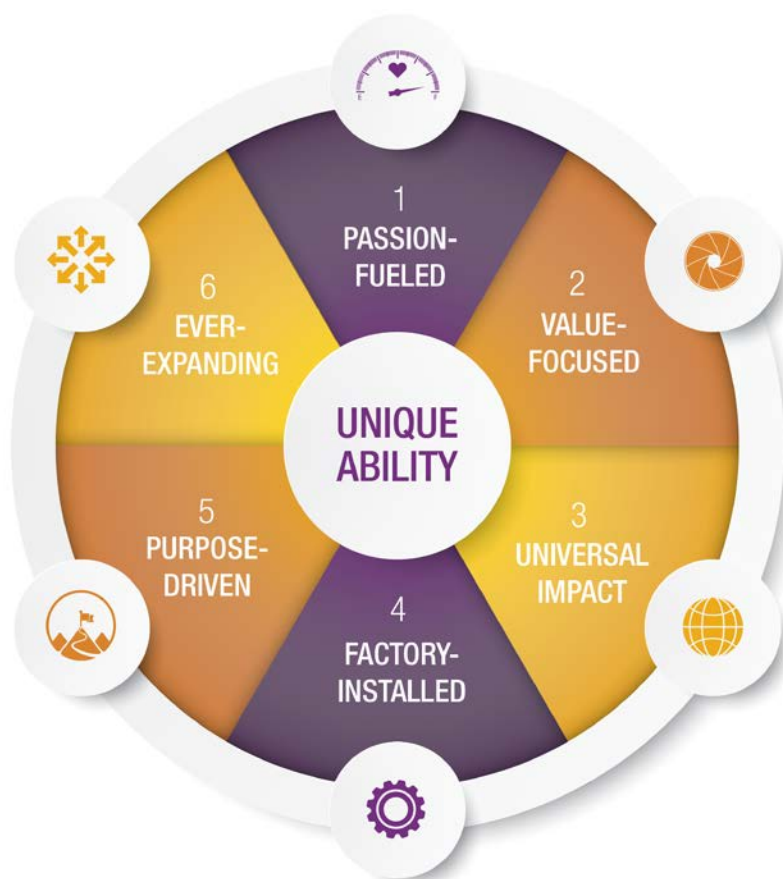 1
PASSION-
FUELED
2
VALUE-
FOCUSED
3
UNIVERSAL
IMPACT
4
FACTORY-
INSTALLED
5
PURPOSE-
DRIVEN
6
EVER-
EXPANDING
UNIQUE
ABILITY